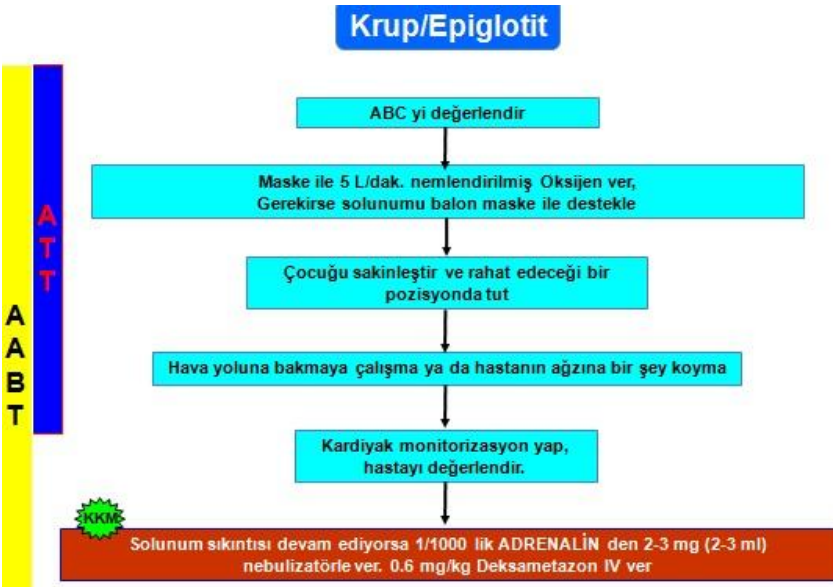 Krup/Epiglotit
ABC yi değerlendir
Maske ile 5 L/dak. nemlendirilmiş Oksijen ver,
Gerekirse solunumu balon maske ile destekle
ATT
Çocuğu sakinleştir ve rahat edeceği bir
pozisyonda tut
AABT
Hava yoluna bakmaya çalışma ya da hastanın ağzına bir şey koyma
Kardiyak monitorizasyon yap,
hastayı değerlendir.
KKM
Solunum sıkıntısı devam ediyorsa 1/1000 lik ADRENALİN den 2-3 mg (2-3 ml)
nebulizatörle ver. 0.6 mg/kg Deksametazon IV ver